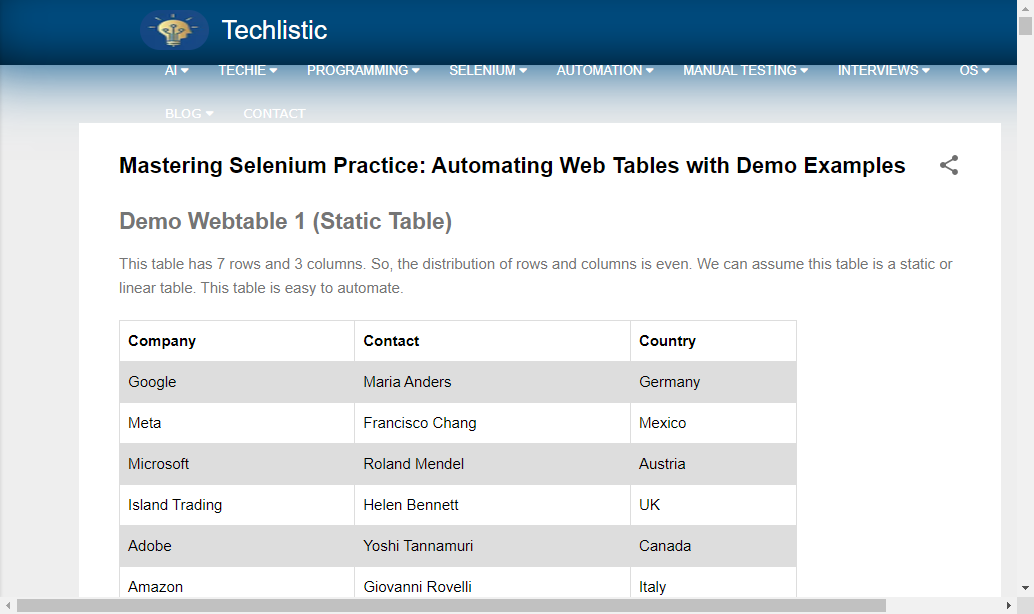 Techlistic
AI TECHIE PROGRAMMING SELENIUM AUTOMATION MANUAL TESTING INTERVIEWS OS
BLOG CONTACT
Mastering Selenium Practice: Automating Web Tables with Demo Examples
Demo Webtable 1 (Static Table)
This table has 7 rows and 3 columns. So, the distribution of rows and columns is even. We can assume this table is a static or
linear table. This table is easy to automate.
Company Contact Country
Google Maria Anders Germany
Meta Francisco Chang Mexico
Microsoft Roland Mendel Austria
Island Trading Helen Bennett UK
Adobe Yoshi Tannamuri Canada
Amazon Giovanni Rovelli Italy